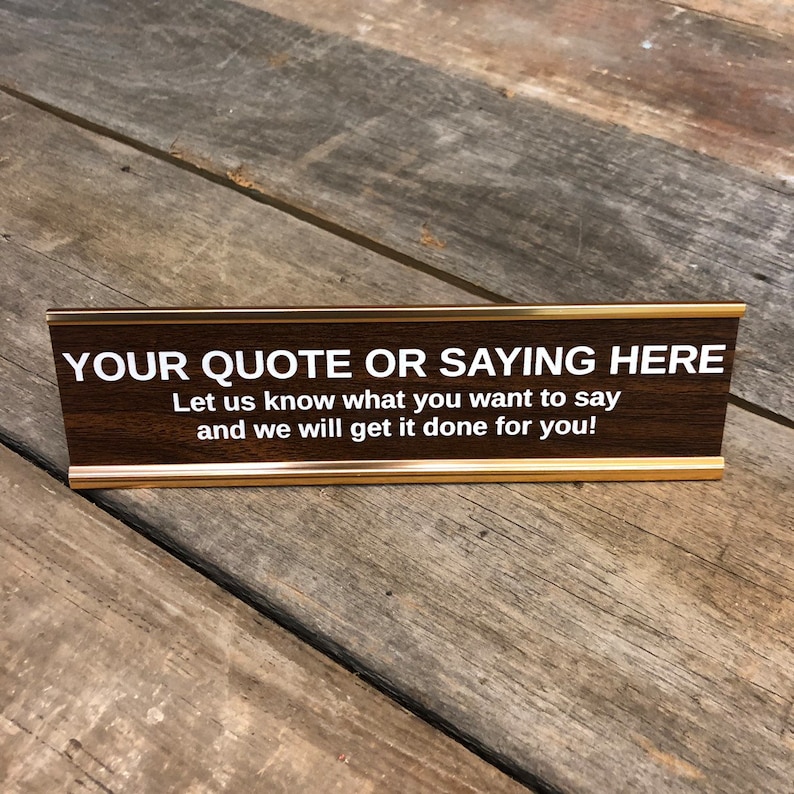 YOUR QUOTE OR SAYING HERE
Let us know what you want to say
and we will get it done for you!